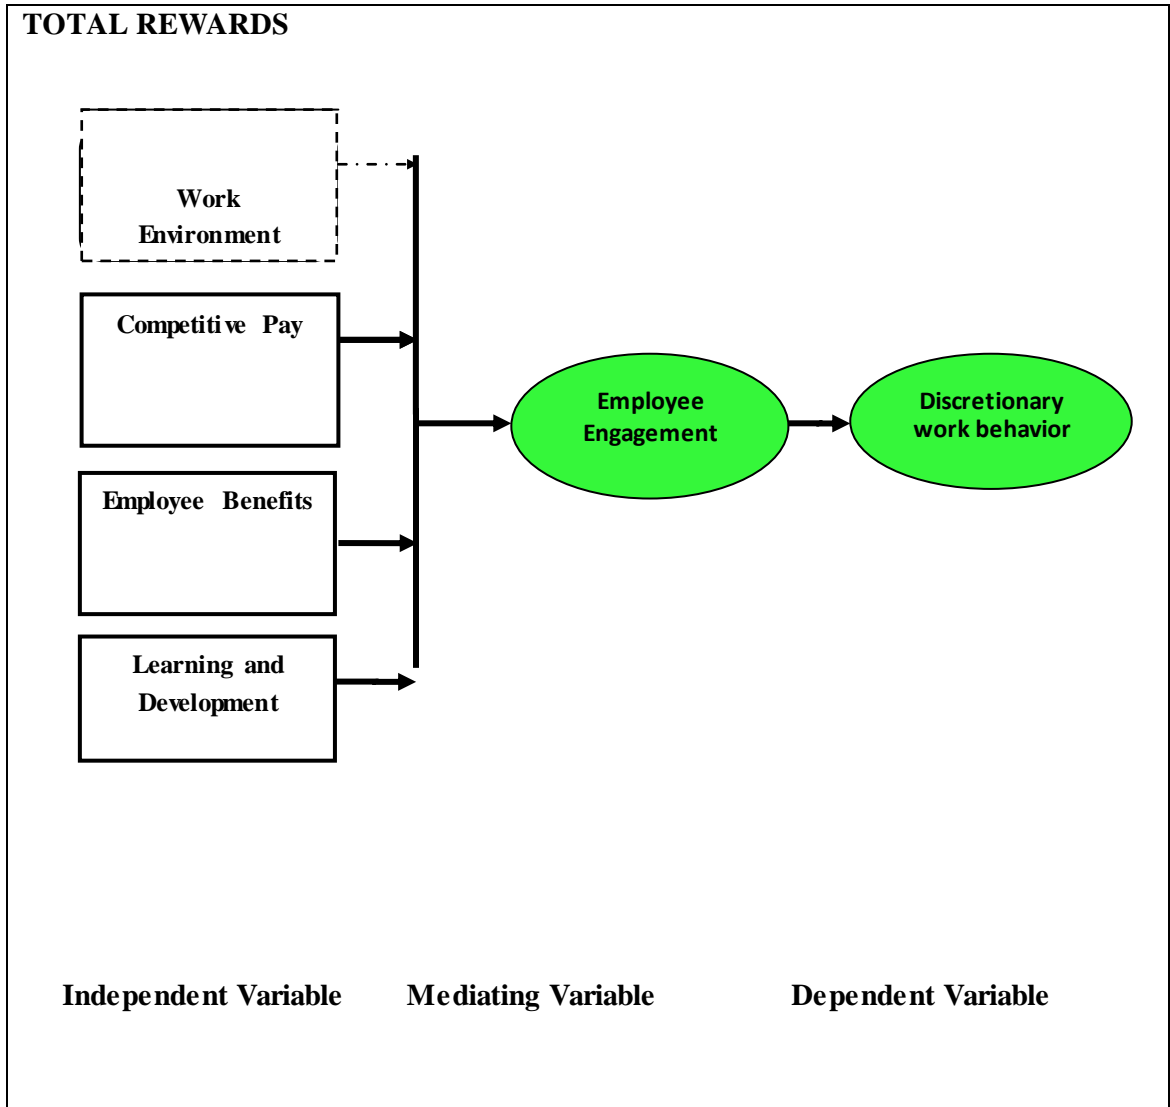 TOTAL REWARDS
Work
Environment
Competitive Pay
Employee Benefits
Learning and
Development
Employee
Engagement
Discretionary
work behavior
Independent Variable
Mediating Variable
Dependent Variable